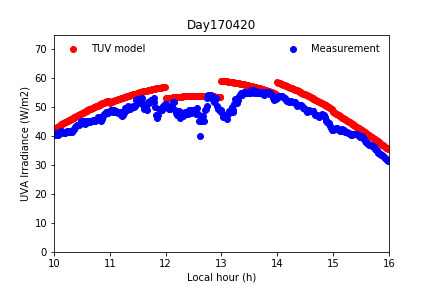 Day170420
TUV model
Measurement
UVA Irradiance (W/m2)
70
60
50
40
30
20
10
0
10 11 12 13 14 15 16
Local hour (h)